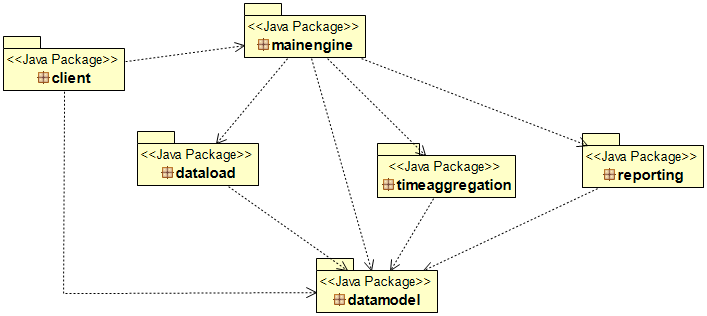 <<Java Package>>
mainengine
<<Java Package>>
client
<<Java Package>>
dataload
<<Java Package>>
timeaggregation
<<Java Package>>
reporting
<<Java Package>>
datamodel